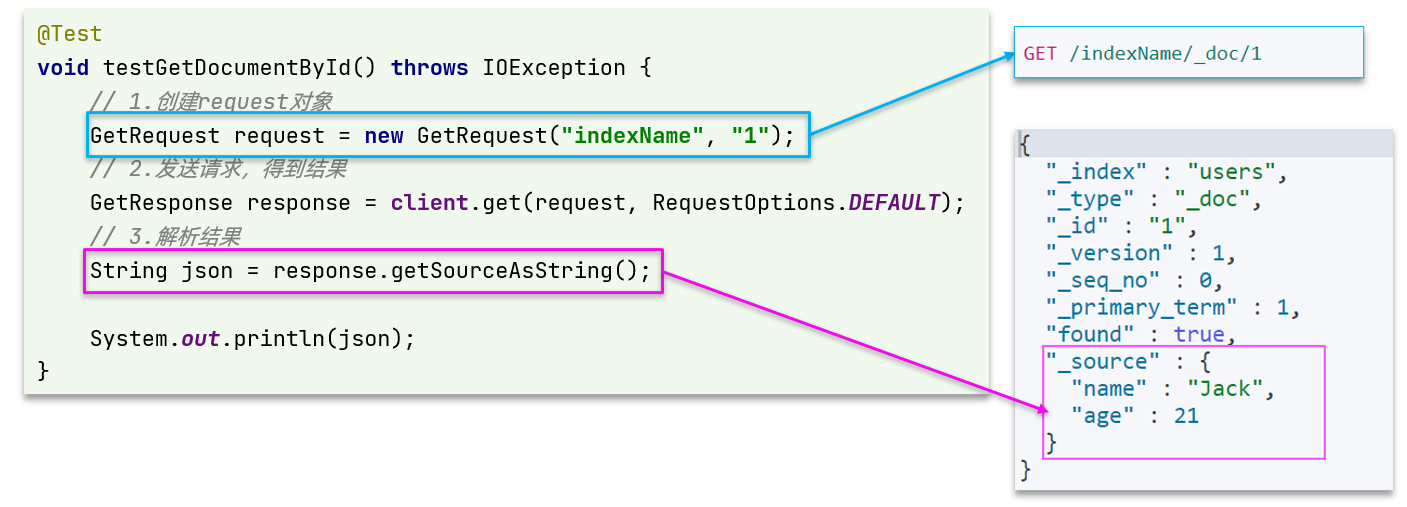 @Test
void testGetDocumentById() throws IOException {
    // 1.创建request对象
    GetRequest request = new GetRequest("indexName", "1");
    // 2.发送请求，得到结果
    GetResponse response = client.get(request, RequestOptions.DEFAULT);
    // 3.解析结果
    String json = response.getSourceAsString();
    System.out.println(json);
}
GET /indexName/_doc/1
{
  "_index" : "users",
  "_type" : "_doc",
  "_id" : "1",
  "_version" : 1,
  "_seq_no" : 0,
  "_primary_term" : 1,
  "found" : true,
  "_source" : {
    "name" : "Jack",
    "age" : 21
  }
}